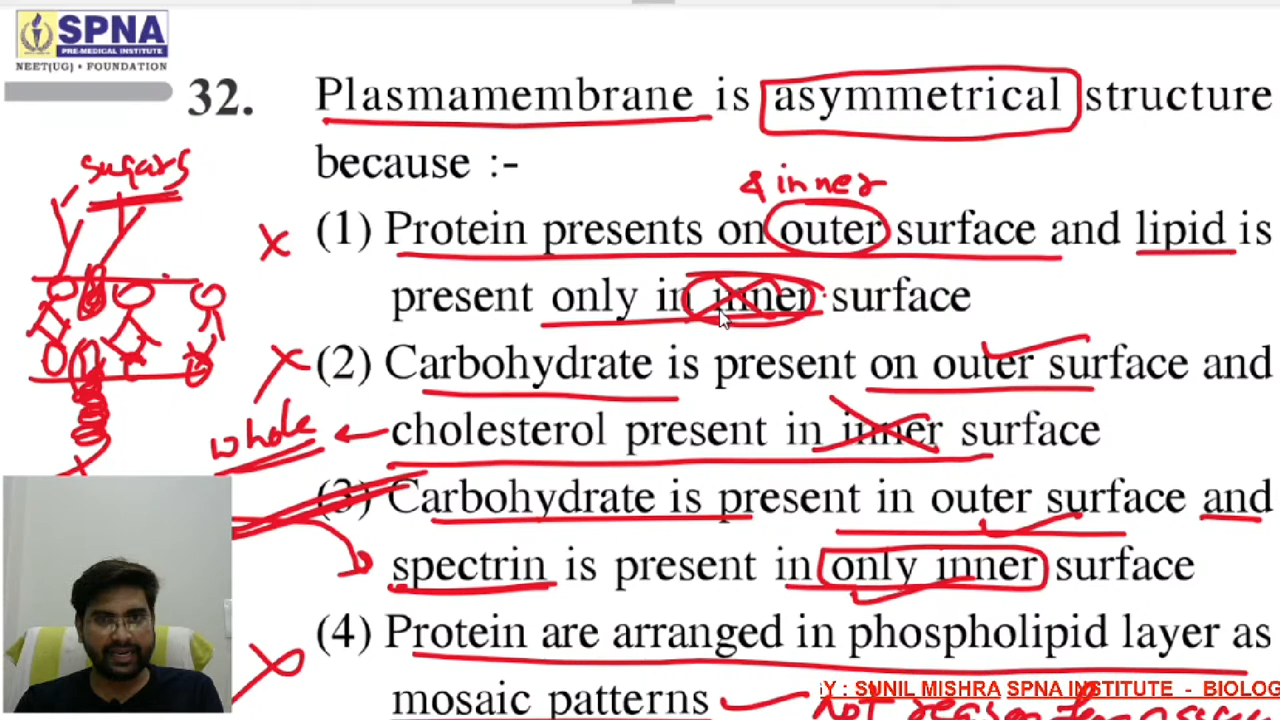 SPNA
PRE-MEDICAL INSTITUTE
NEET(UG) • FOUNDATION
32. Plasmamembrane is asymmetrical structure
because :-
sugars
& inner
(1) Protein presents on outer surface and lipid is
present only in inner surface
(2) Carbohydrate is present on outer surface and
cholesterol present in inner surface
whole
(3) Carbohydrate is present in outer surface and
spectrin is present in only inner surface
(4) Protein are arranged in phospholipid layer as
mosaic patterns
Y : SUNIL MISHRA SPNA INSTITUTE - BIOLOG
not reason for